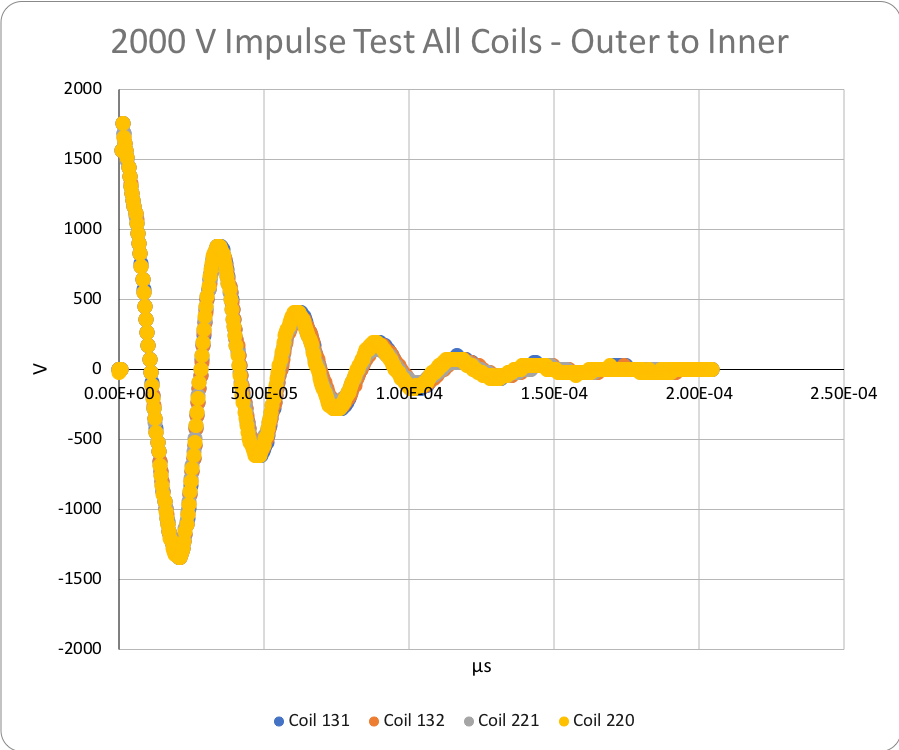 2000 V Impulse Test All Coils - Outer to Inner
2000
1500
1000
500
0
-500
-1000
-1500
-2000
V
0.00E+00 5.00E-05 1.00E-04 1.50E-04 2.00E-04 2.50E-04
µs
Coil 131 Coil 132 Coil 221 Coil 220